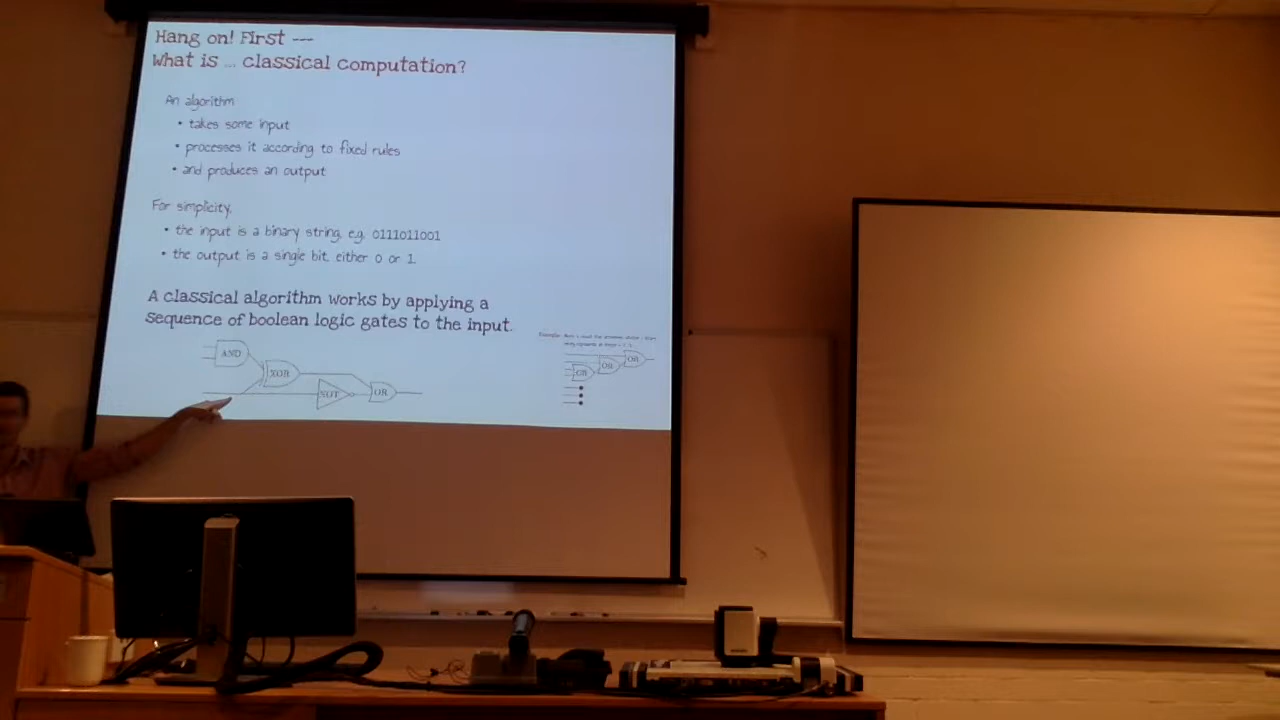 Hang on! First ---
What is ... classical computation?
An algorithm
• takes some input
• processes it according to fixed rules
• and produces an output
For simplicity,
• the input is a binary string, e.g. 0111011001
• the output is a single bit, either 0 or 1.
A classical algorithm works by applying a
sequence of boolean logic gates to the input.
AND
XOR
NOT
OR
OR
OR
OR